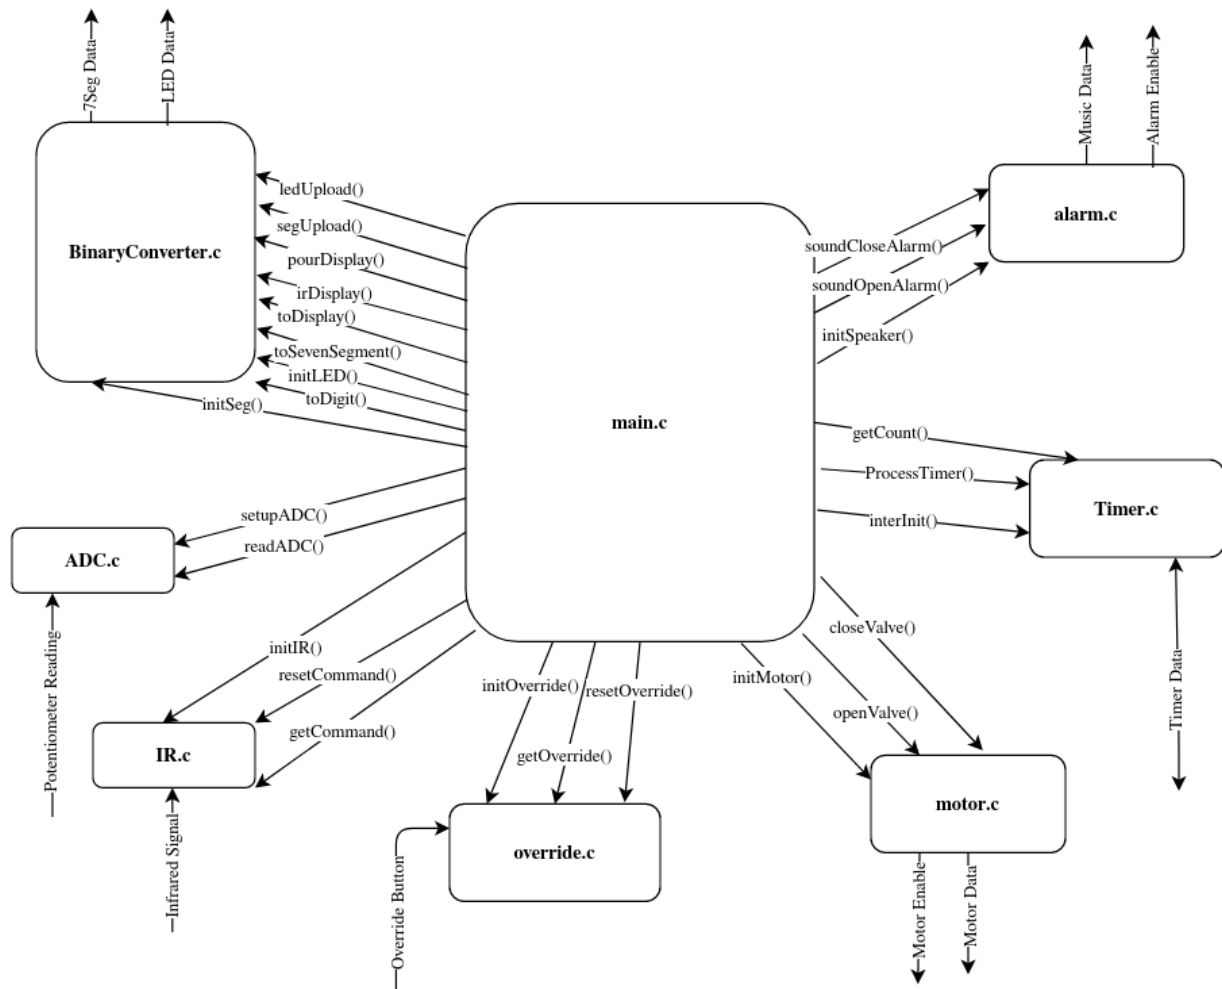 7Seg Data
LED Data
Music Data
Alarm Enable
BinaryConverter.c
ledUpload()
segUpload()
pourDisplay()
irDisplay()
toDisplay()
toSevenSegment()
initLED()
toDigit()
initSeg()
main.c
alarm.c
soundCloseAlarm()
soundOpenAlarm()
initSpeaker()
getCount()
ProcessTimer()
interInit()
Timer.c
Timer Data
setupADC()
readADC()
ADC.c
Potentiometer Reading
initIR()
resetCommand()
getCommand()
IR.c
Infrared Signal
initOverride()
resetOverride()
getOverride()
override.c
Override Button
closeValve()
initMotor()
openValve()
motor.c
Motor Enable
Motor Data